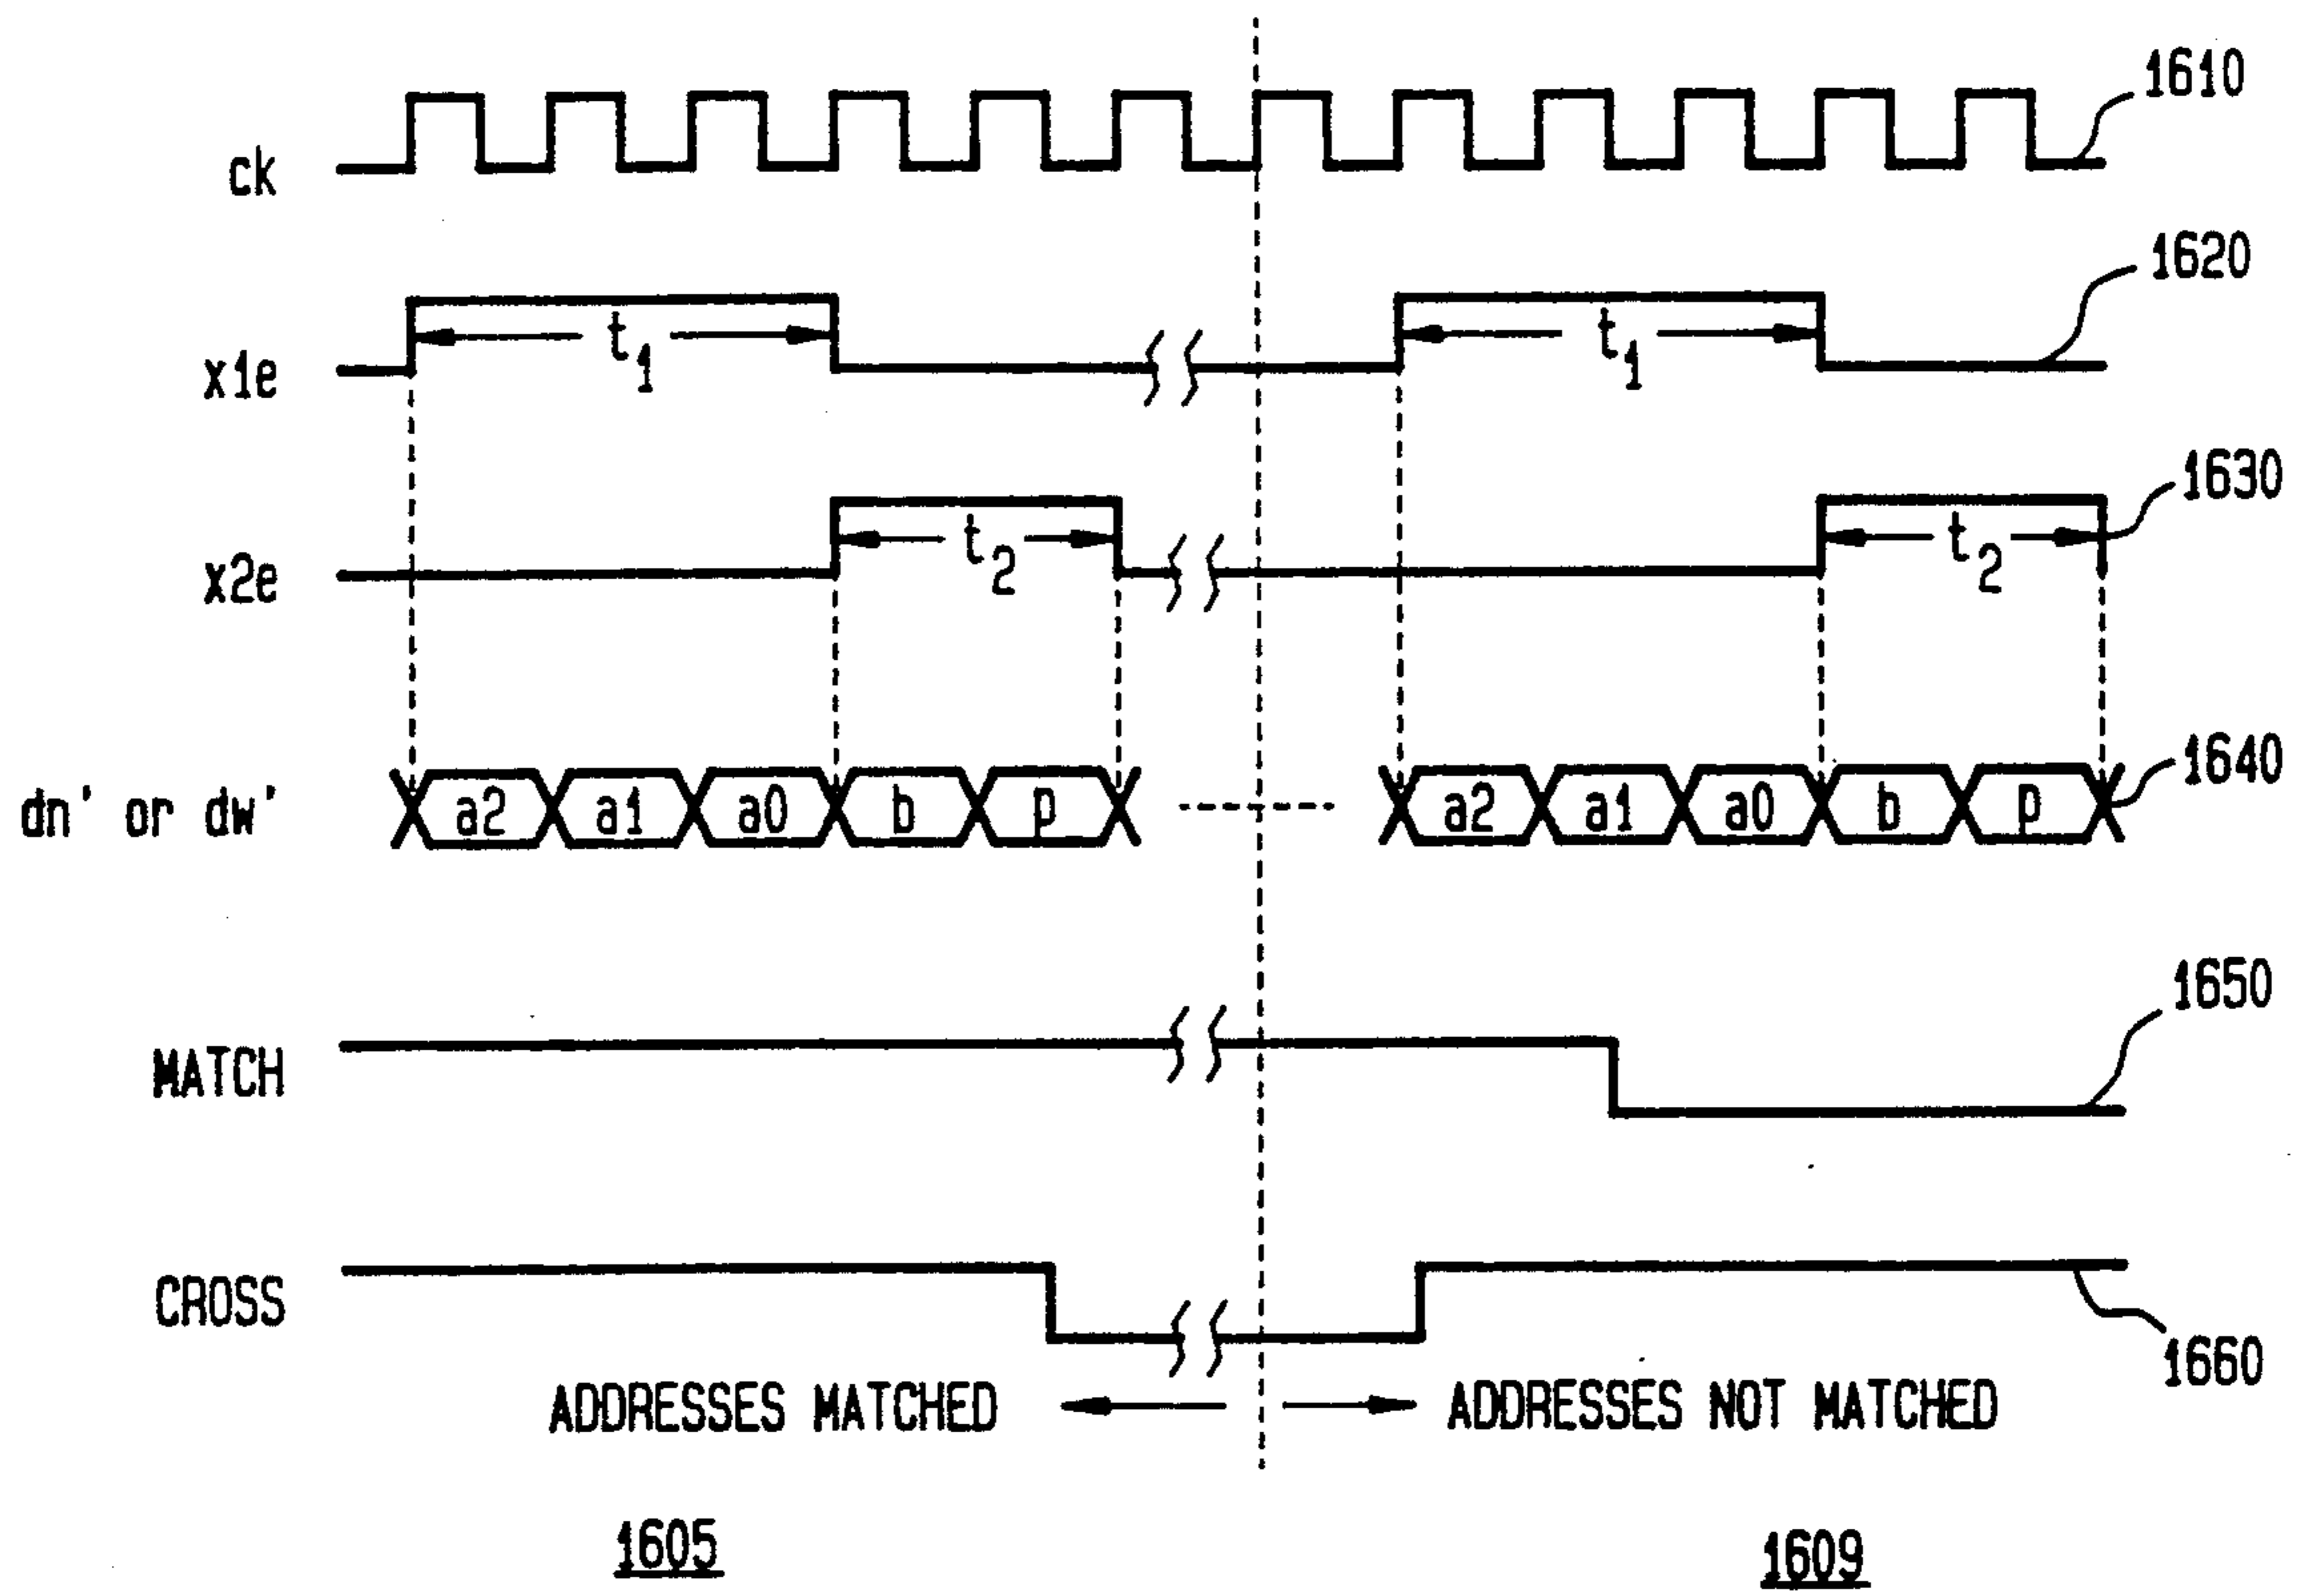 1610
ck
1620
t1 t1
x1e
1630
t2 t2
x2e
1640
dn' or dw' a2 a1 a0 b p a2 a1 a0 b p
1650
MATCH
CROSS
1660
ADDRESSES MATCHED ADDRESSES NOT MATCHED
1605 1609